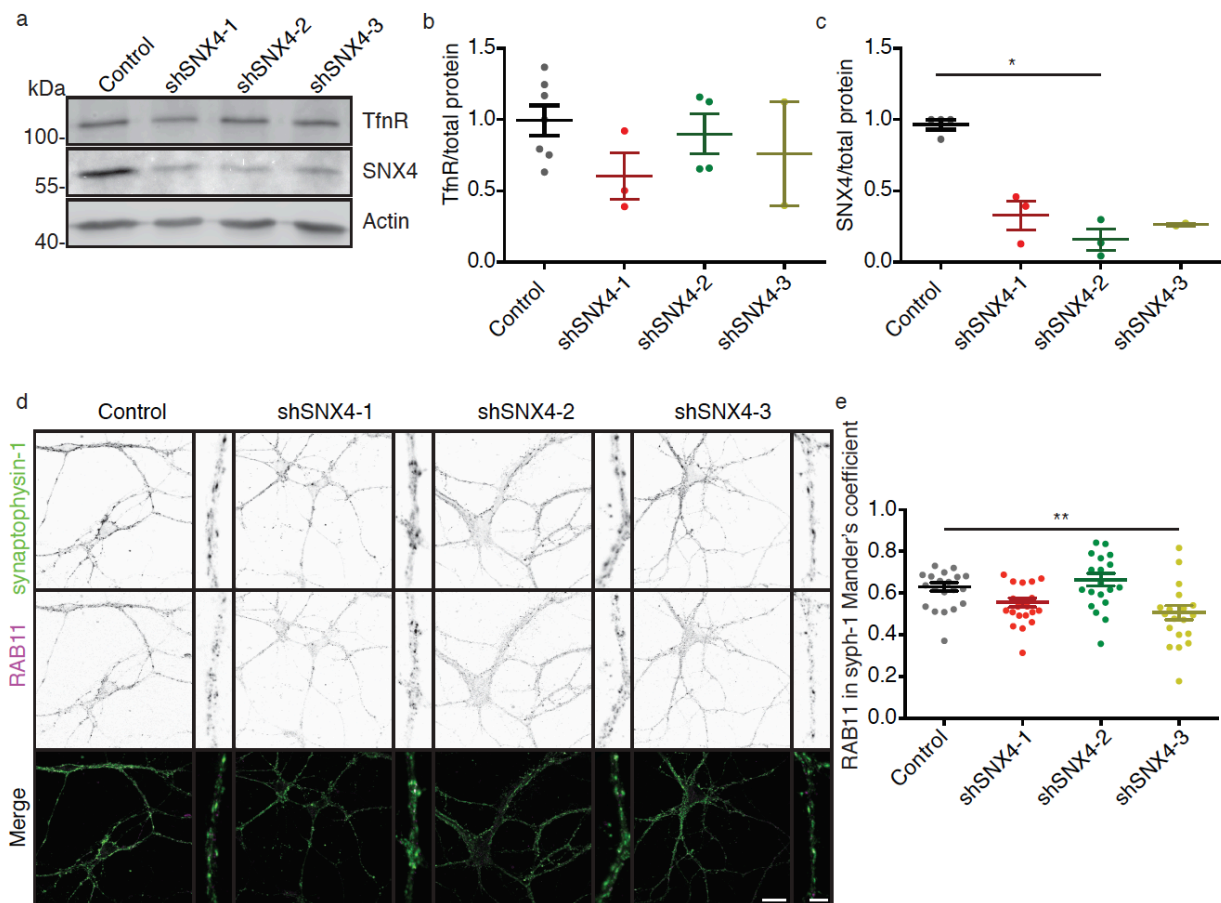 a
Control
shSNX4-1
shSNX4-2
shSNX4-3
kDa
100-
55-
40-
TfnR
SNX4
Actin
b
TfnR/total protein
1.5
1.0
0.5
0.0
Control
shSNX4-1
shSNX4-2
shSNX4-3
c
SNX4/total protein
1.5
1.0
0.5
0.0
*
Control
shSNX4-1
shSNX4-2
shSNX4-3
d
Control
shSNX4-1
shSNX4-2
shSNX4-3
synaptophysin-1
RAB11
Merge
e
RAB11 in syph-1 Mander's coefficient
1.0
0.8
0.6
0.4
0.2
0.0
**
Control
shSNX4-1
shSNX4-2
shSNX4-3